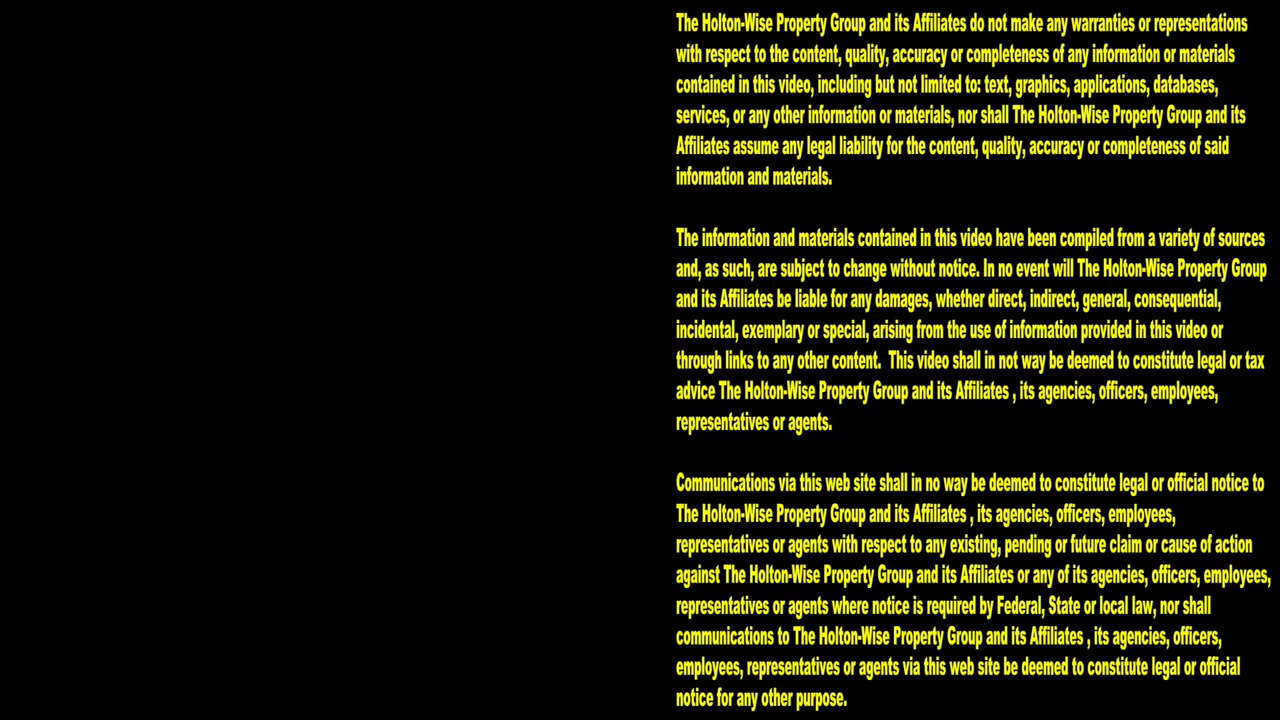 The Holton-Wise Property Group and its Affiliates do not make any warranties or representations
with respect to the content, quality, accuracy or completeness of any information or materials
contained in this video, including but not limited to: text, graphics, applications, databases,
services, or any other information or materials, nor shall The Holton-Wise Property Group and its
Affiliates assume any legal liability for the content, quality, accuracy or completeness of said
information and materials.
The information and materials contained in this video have been compiled from a variety of sources
and, as such, are subject to change without notice. In no event will The Holton-Wise Property Group
and its Affiliates be liable for any damages, whether direct, indirect, general, consequential,
incidental, exemplary or special, arising from the use of information provided in this video or
through links to any other content.  This video shall in not way be deemed to constitute legal or tax
advice The Holton-Wise Property Group and its Affiliates , its agencies, officers, employees,
representatives or agents.
Communications via this web site shall in no way be deemed to constitute legal or official notice to
The Holton-Wise Property Group and its Affiliates , its agencies, officers, employees,
representatives or agents with respect to any existing, pending or future claim or cause of action
against The Holton-Wise Property Group and its Affiliates or any of its agencies, officers, employees,
representatives or agents where notice is required by Federal, State or local law, nor shall
communications to The Holton-Wise Property Group and its Affiliates , its agencies, officers,
employees, representatives or agents via this web site be deemed to constitute legal or official
notice for any other purpose.